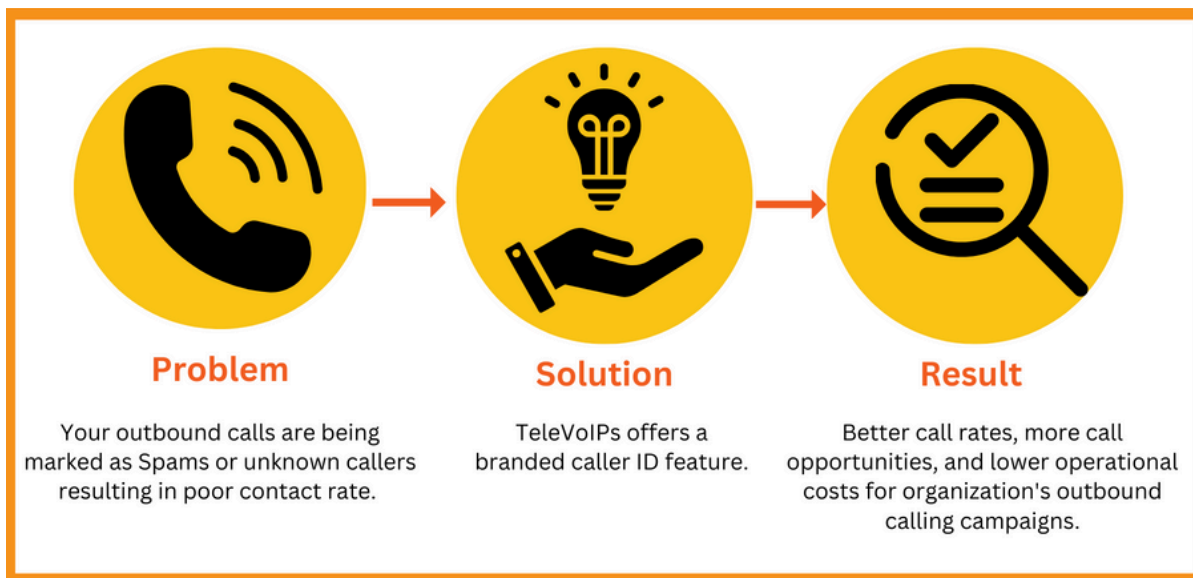 Problem
Your outbound calls are being
marked as Spams or unknown callers
resulting in poor contact rate.
Solution
TeleVoIPs offers a
branded caller ID feature.
Result
Better call rates, more call
opportunities, and lower operational
costs for organization's outbound
calling campaigns.